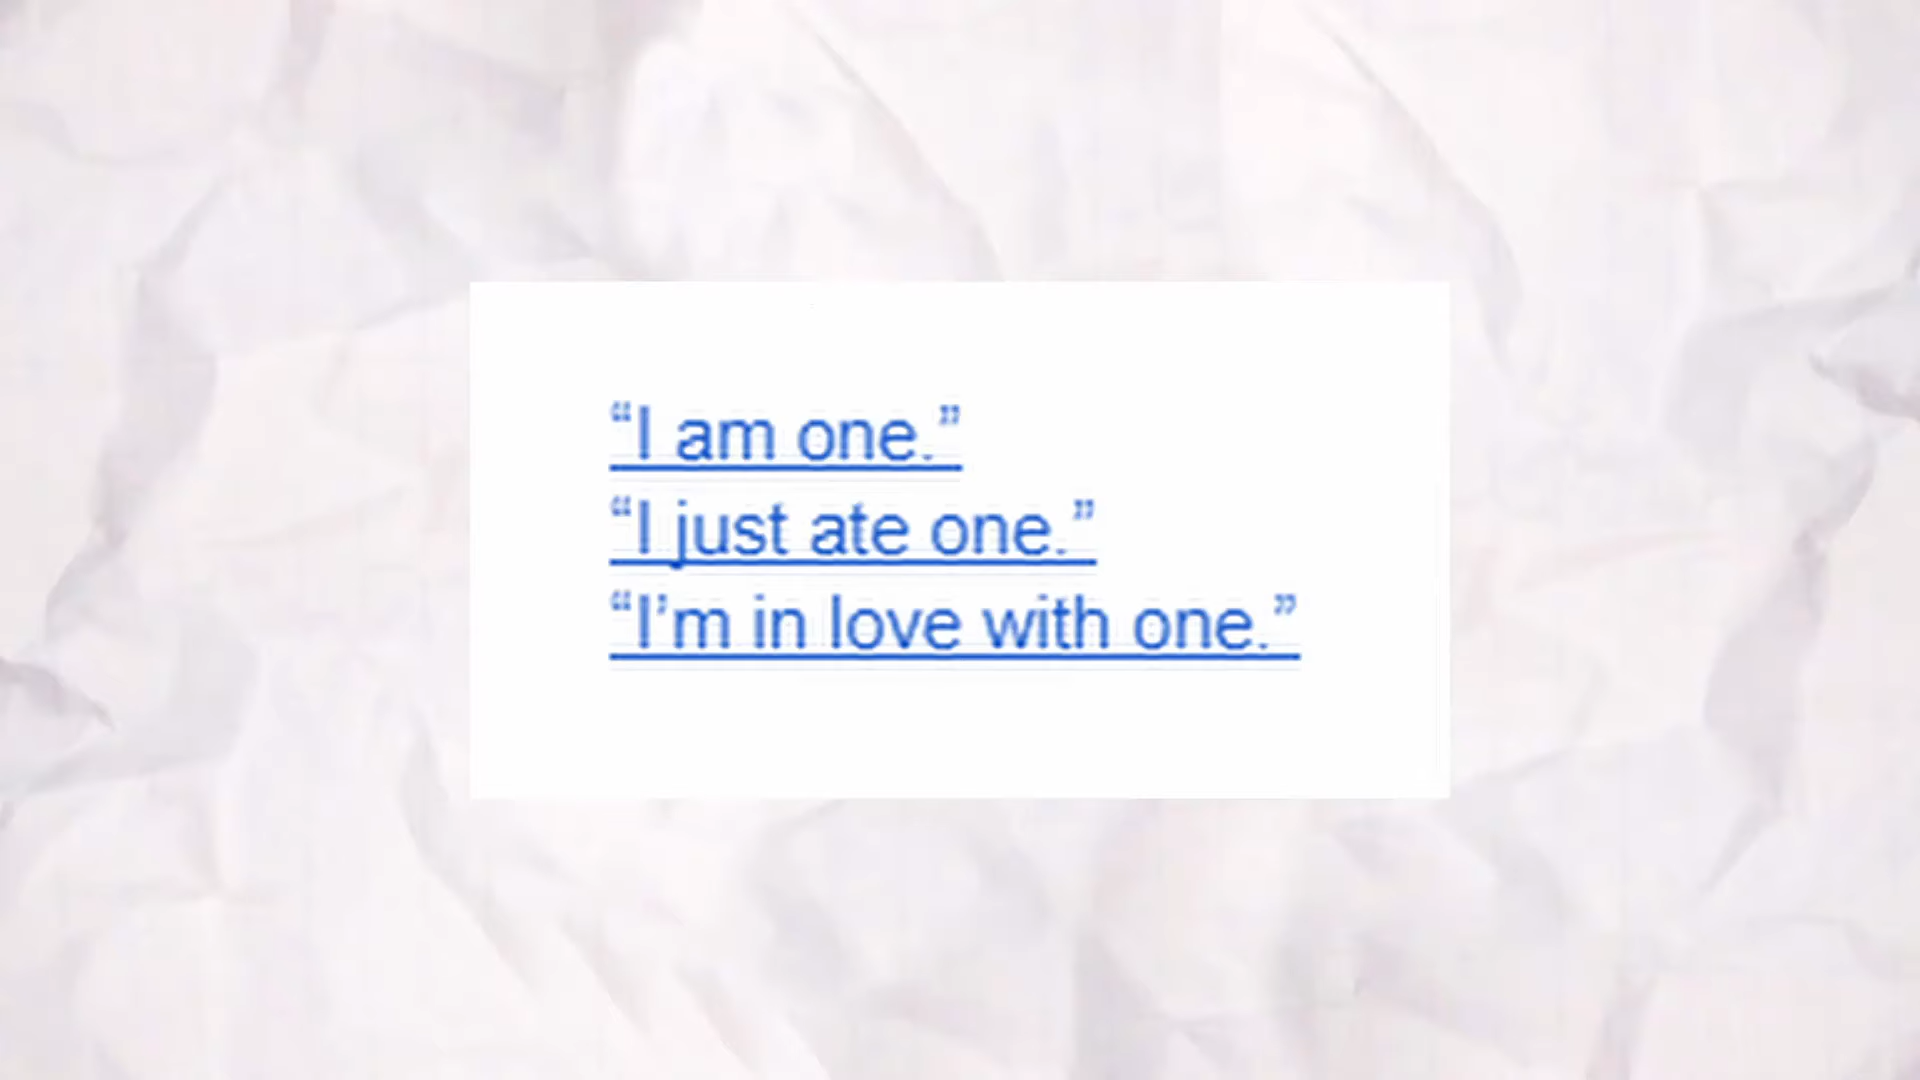 “I am one.”
“I just ate one.”
“I’m in love with one.”